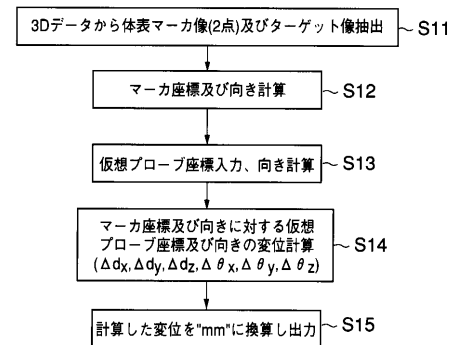 3Dデータから体表マーカ像(2点)及びターゲット像抽出 ～S11
マーカ座標及び向き計算 ～S12
仮想プローブ座標入力、向き計算 ～S13
マーカ座標及び向きに対する仮想
プローブ座標及び向きの変位計算 ～S14
(Δdx,Δdy,Δdz,Δθx,Δθy,Δθz)
計算した変位を"mm"に換算し出力 ～S15